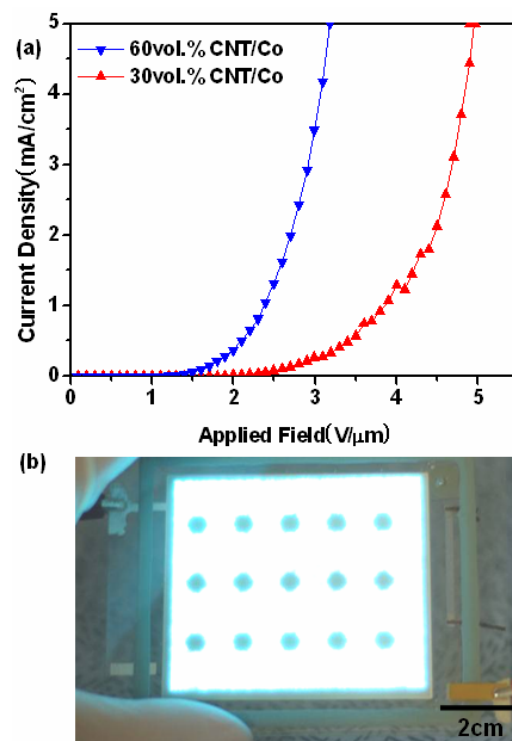 (a)
5
4
3
2
1
0
Current Density(mA/cm²)
60vol.% CNT/Co
30vol.% CNT/Co
0 1 2 3 4 5
Applied Field(V/μm)
(b)
2cm